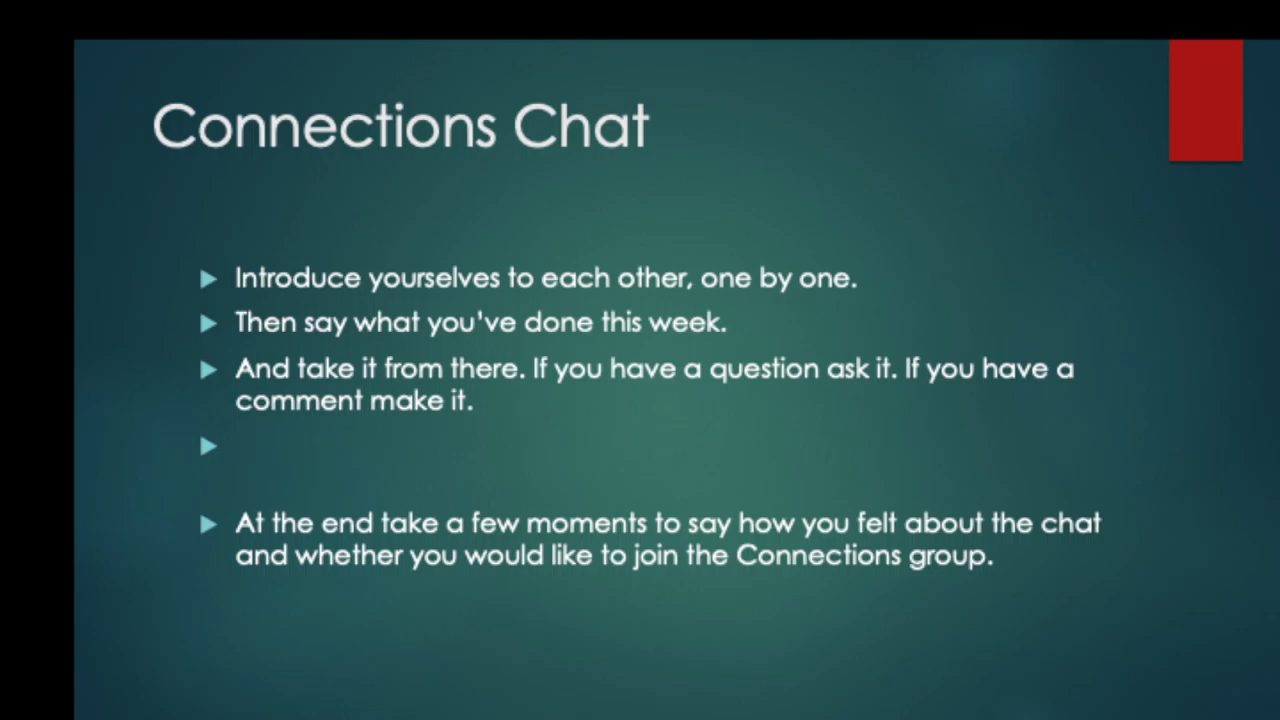 Connections Chat
Introduce yourselves to each other, one by one.
Then say what you've done this week.
And take it from there. If you have a question ask it. If you have a
comment make it.
At the end take a few moments to say how you felt about the chat
and whether you would like to join the Connections group.